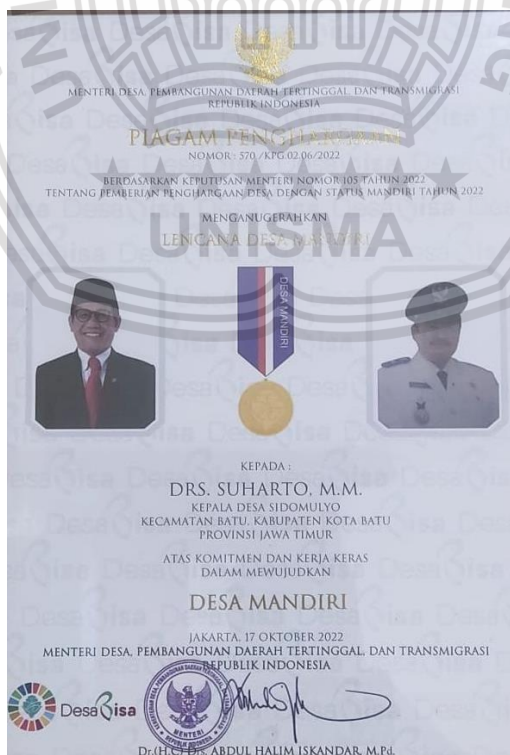 MENTERI DESA, PEMBANGUNAN DAERAH TERTINGGAL, DAN TRANSMIGRASI
REPUBLIK INDONESIA
PIAGAM PENGHARGAAN
NOMOR : 570 /KPG.02.06/2022
BERDASARKAN KEPUTUSAN MENTERI NOMOR 105 TAHUN 2022
TENTANG PEMBERIAN PENGHARGAAN DESA DENGAN STATUS MANDIRI TAHUN 2022
MENGANUGERAHKAN
LENCANA DESA MANDIRI
UNISMA
DESA MANDIRI
KEPADA :
DRS. SUHARTO, M.M.
KEPALA DESA SIDOMULYO
KECAMATAN BATU, KABUPATEN KOTA BATU
PROVINSI JAWA TIMUR
ATAS KOMITMEN DAN KERJA KERAS
DALAM MEWUJUDKAN
DESA MANDIRI
JAKARTA, 17 OKTOBER 2022
MENTERI DESA, PEMBANGUNAN DAERAH TERTINGGAL, DAN TRANSMIGRASI
REPUBLIK INDONESIA
DesaBisa
MENTERI
REPUBLIK INDONESIA
Dr.(H.C) Drs. ABDUL HALIM ISKANDAR, M.Pd.